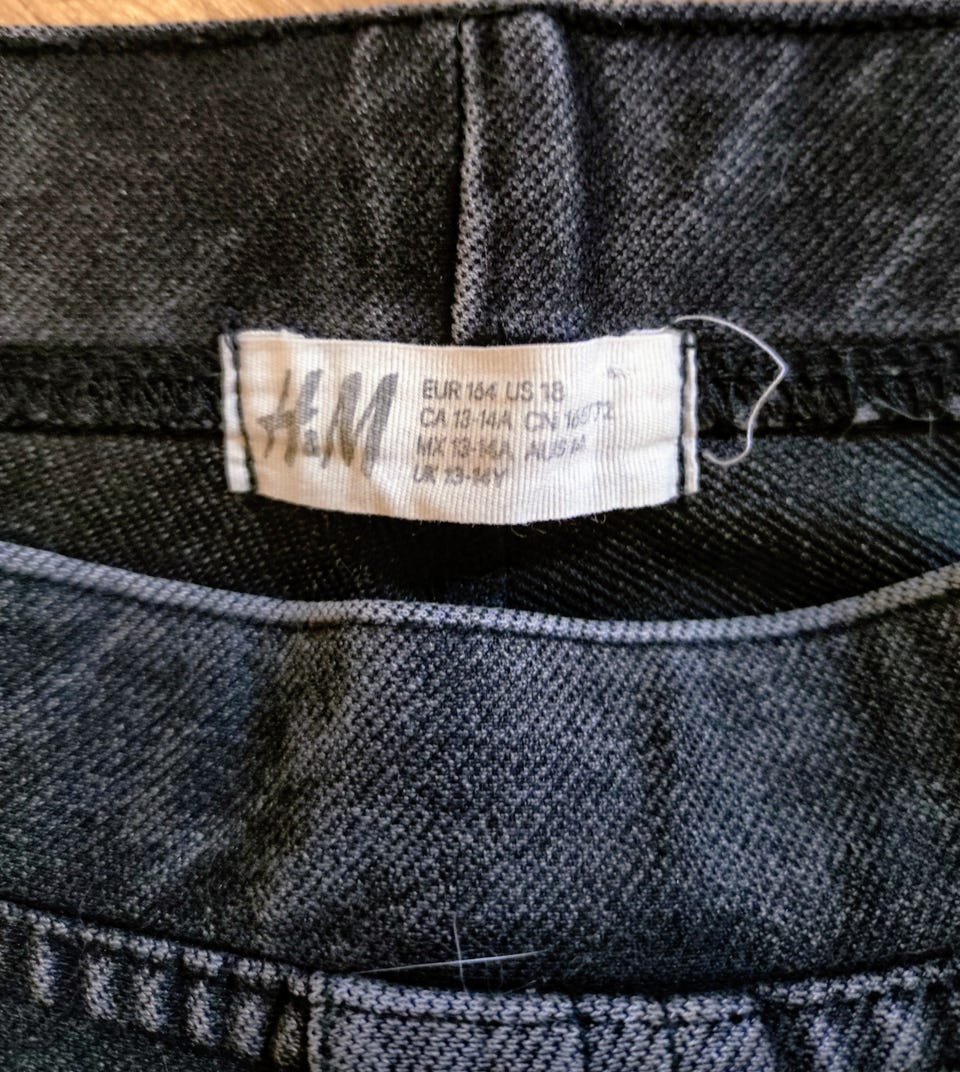 H&M
EUR 164 US 18
CA 13-14A CN 165/72
MX 13-14A AUS 14
UK 13-14Y